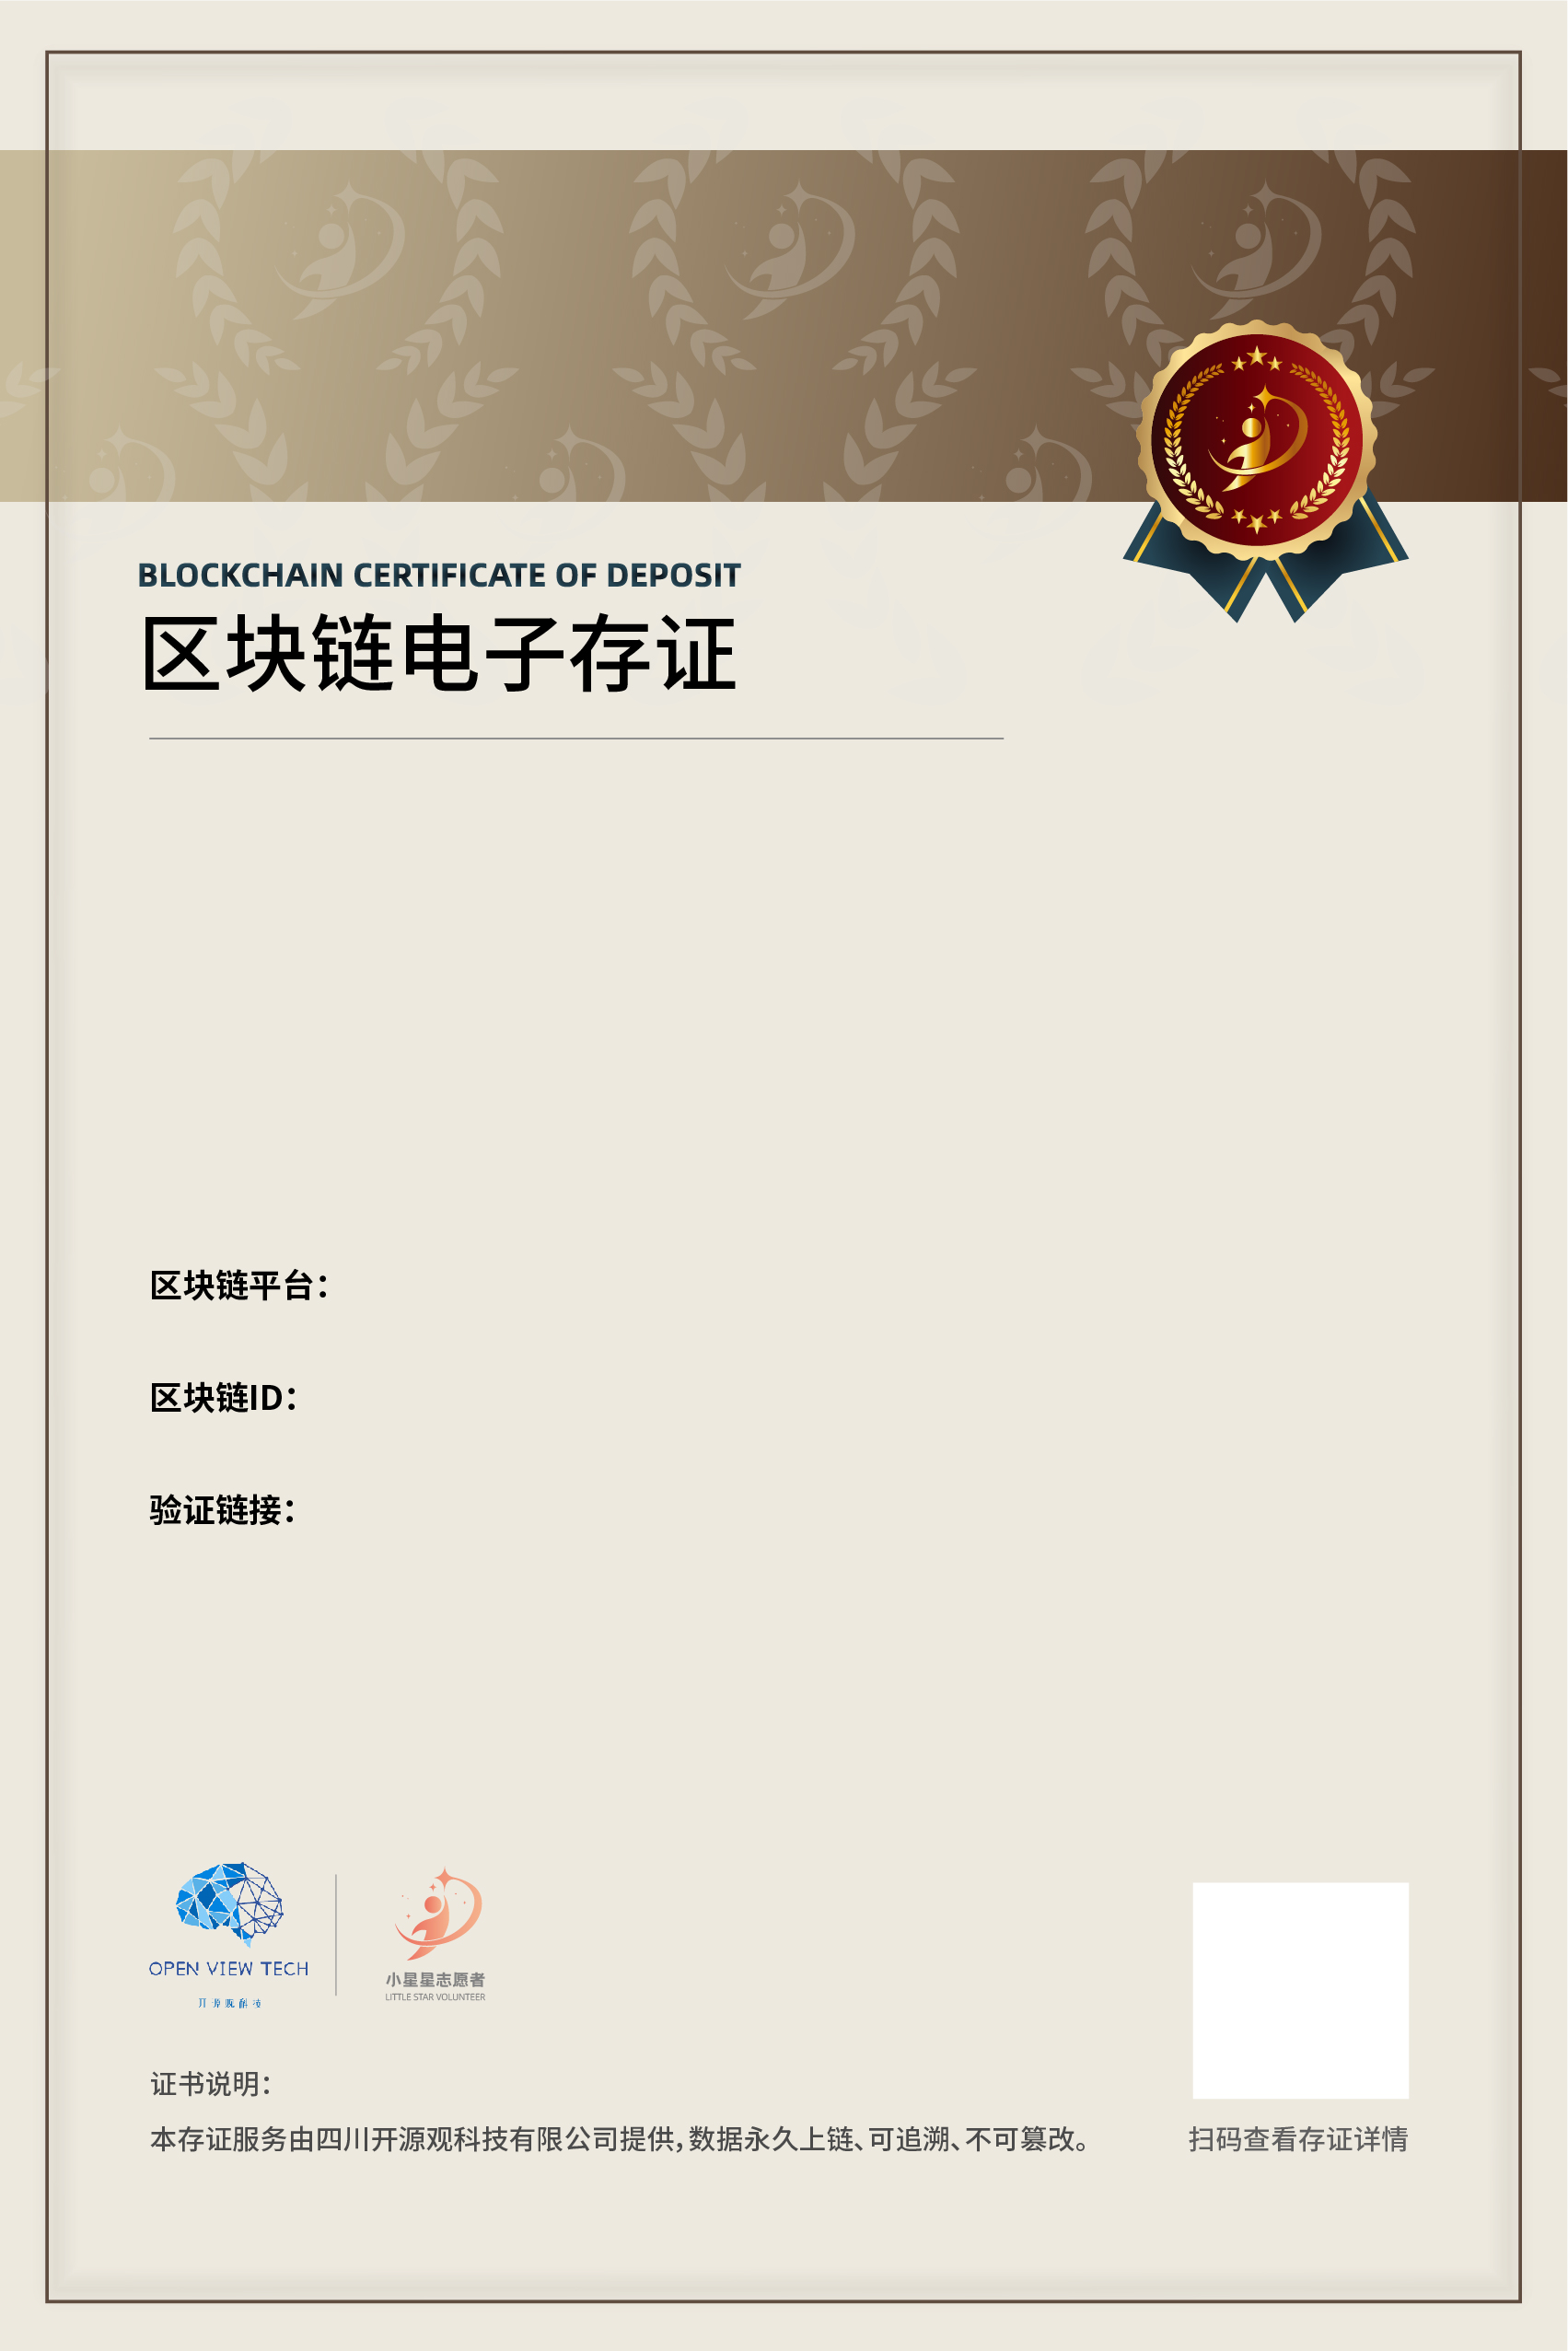 BLOCKCHAIN CERTIFICATE OF DEPOSIT
区块链电子存证
区块链平台：
区块链ID：
验证链接：
OPEN VIEW TECH
开源观科技
小星星志愿者
LITTLE STAR VOLUNTEER
证书说明：
本存证服务由四川开源观科技有限公司提供，数据永久上链、可追溯、不可篡改。
扫码查看存证详情